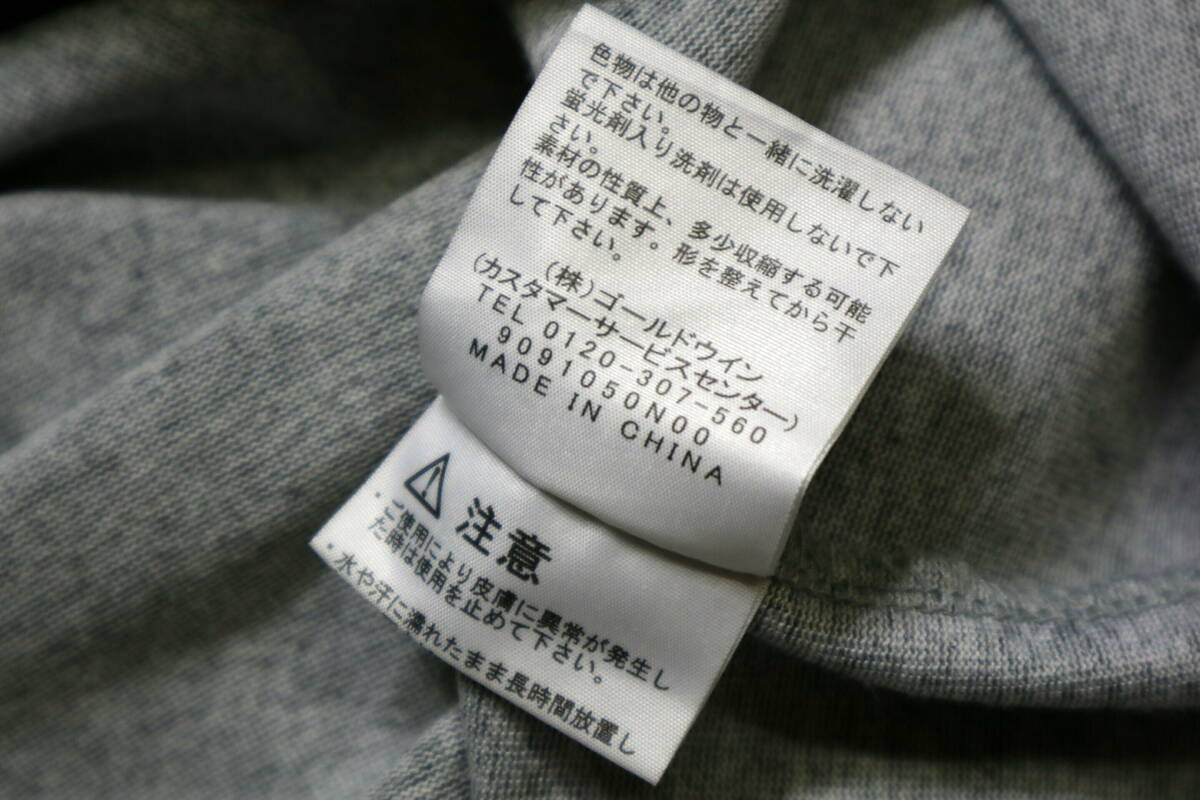 色物は他の物と一緒に洗濯しない
で下さい。
蛍光剤入り洗剤は使用しないで下
さい。
素材の性質上、多少収縮する可能
性があります。形を整えてから干
して下さい。
(株)ゴールドウイン
(カスタマーサービスセンター)
TEL 0120-307-560
9091050N00
MADE IN CHINA
注意
・ご使用により皮膚に異常が発生し
た時は使用を止めて下さい。
・水や汗に濡れたまま長時間放置し